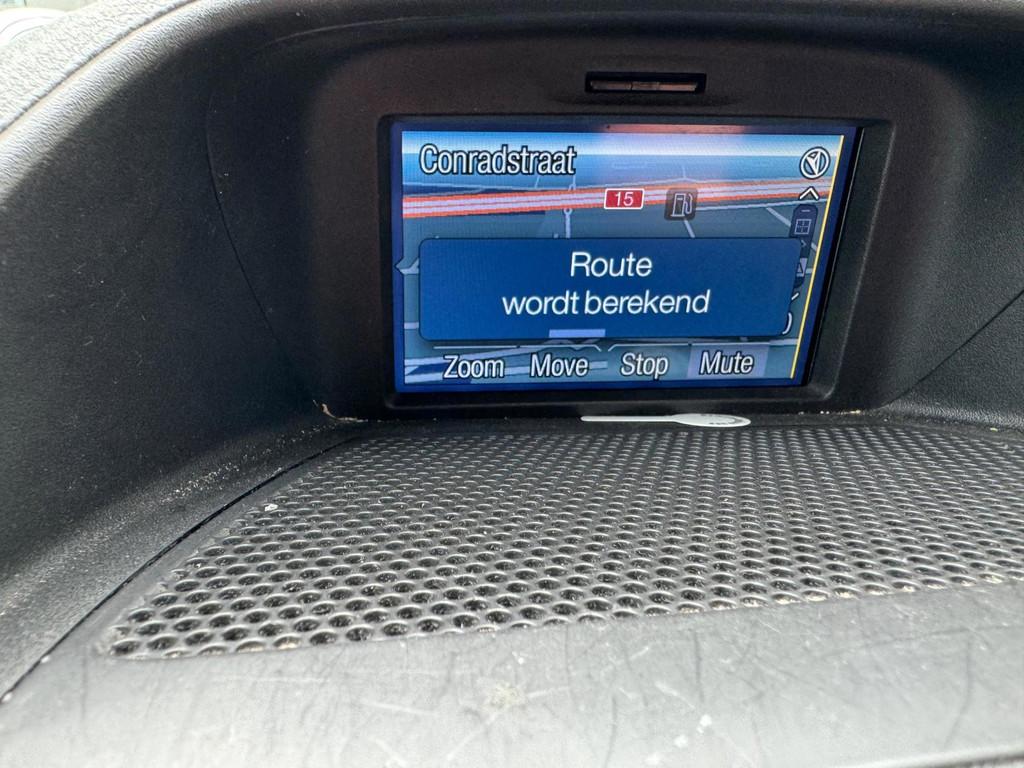 Conradstraat
15
Route
wordt berekend
Zoom Move Stop Mute